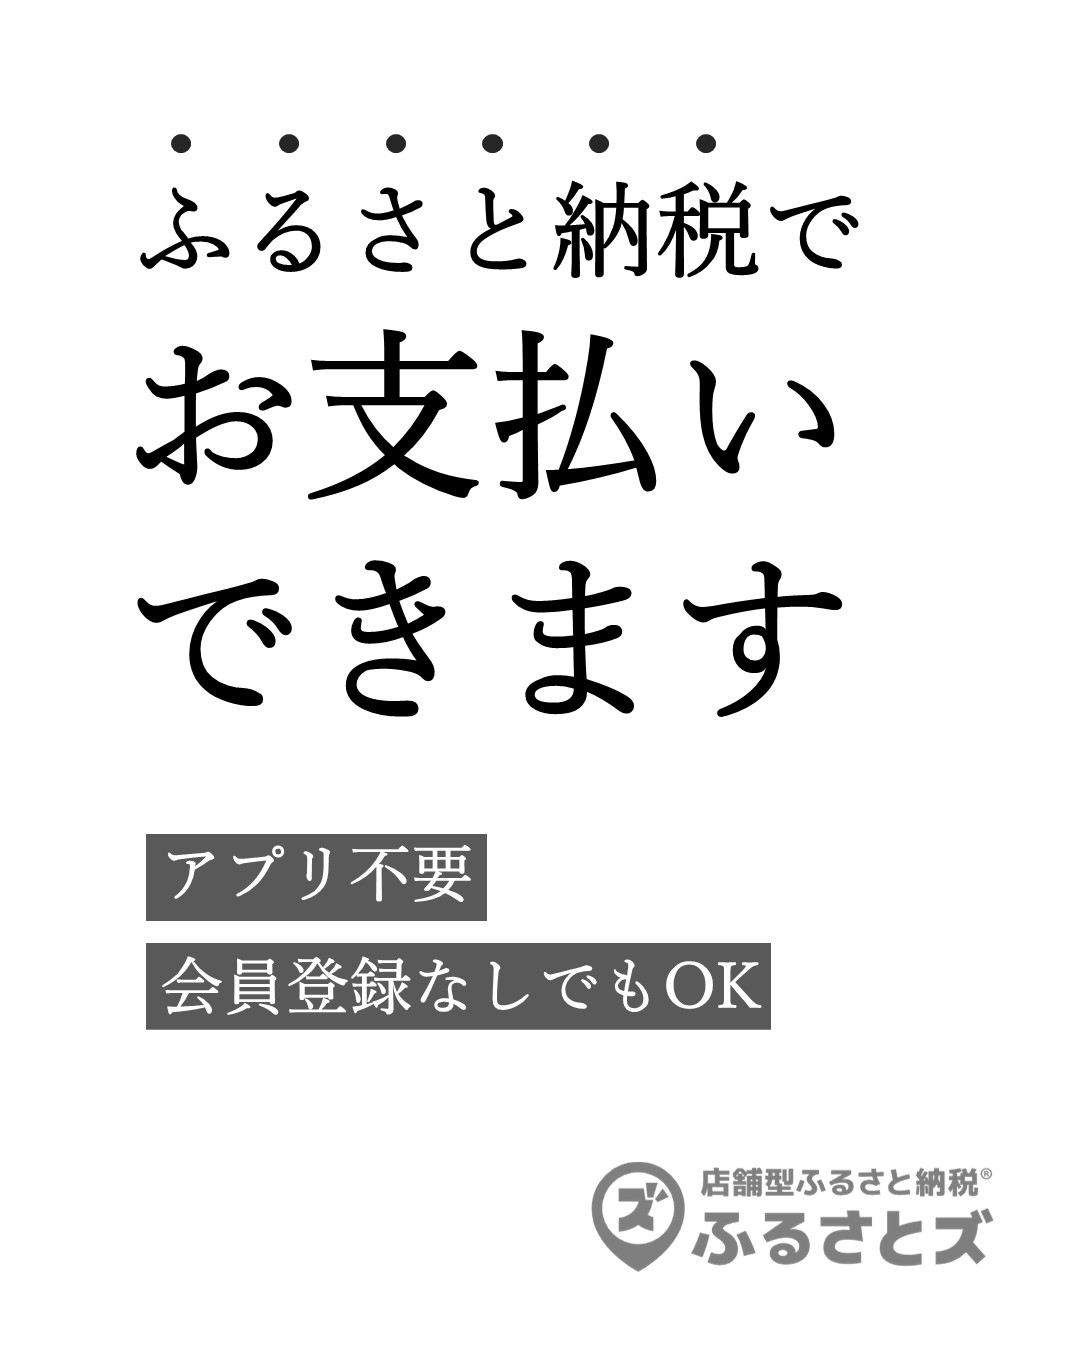 ふるさと納税で
お支払い
できます
アプリ不要
会員登録なしでもOK
店舗型ふるさと納税®
ふるさとズ